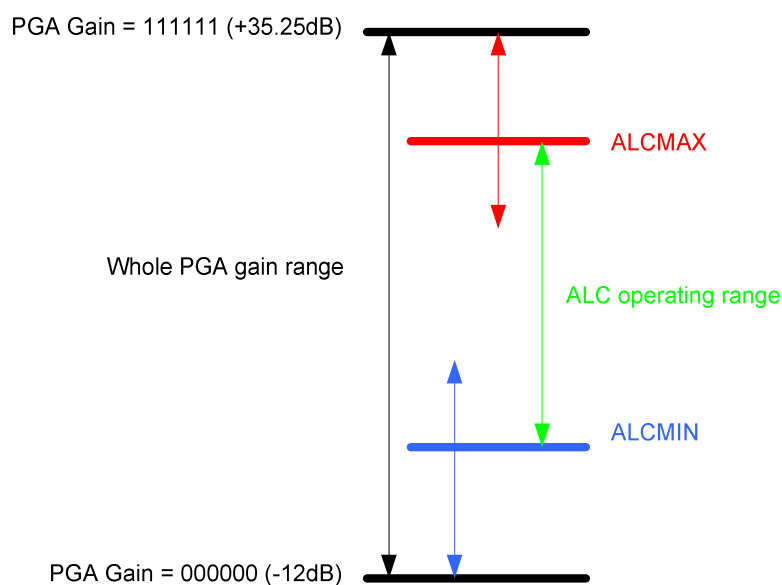 PGA Gain = 111111 (+35.25dB)
ALCMAX
Whole PGA gain range
ALC operating range
ALCMIN
PGA Gain = 000000 (-12dB)